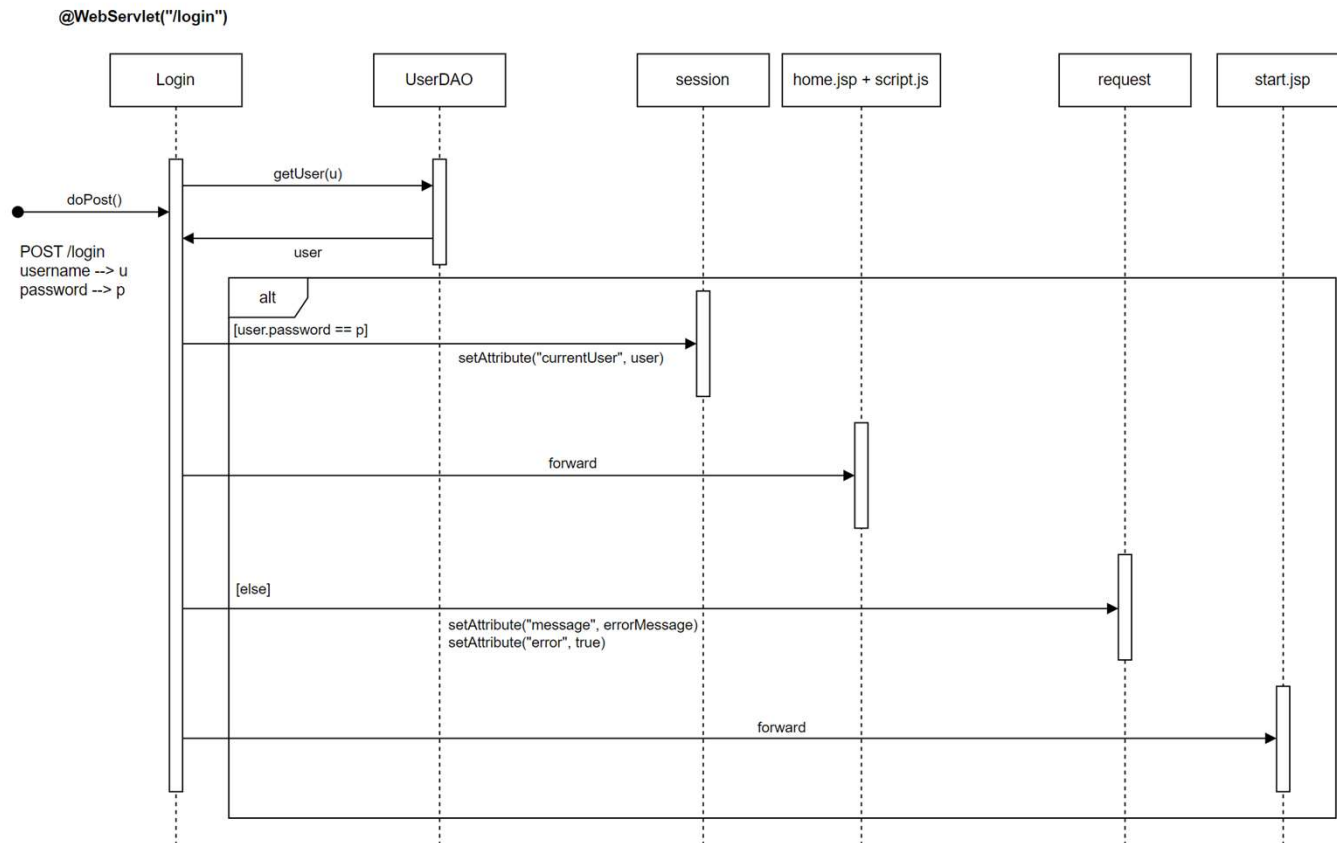 @WebServlet("/login")
Login
UserDAO
session
home.jsp + script.js
request
start.jsp
getUser(u)
doPost()
user
POST /login
username --> u
password --> p
alt
[user.password == p]
setAttribute("currentUser", user)
forward
[else]
setAttribute("message", errorMessage)
setAttribute("error", true)
forward